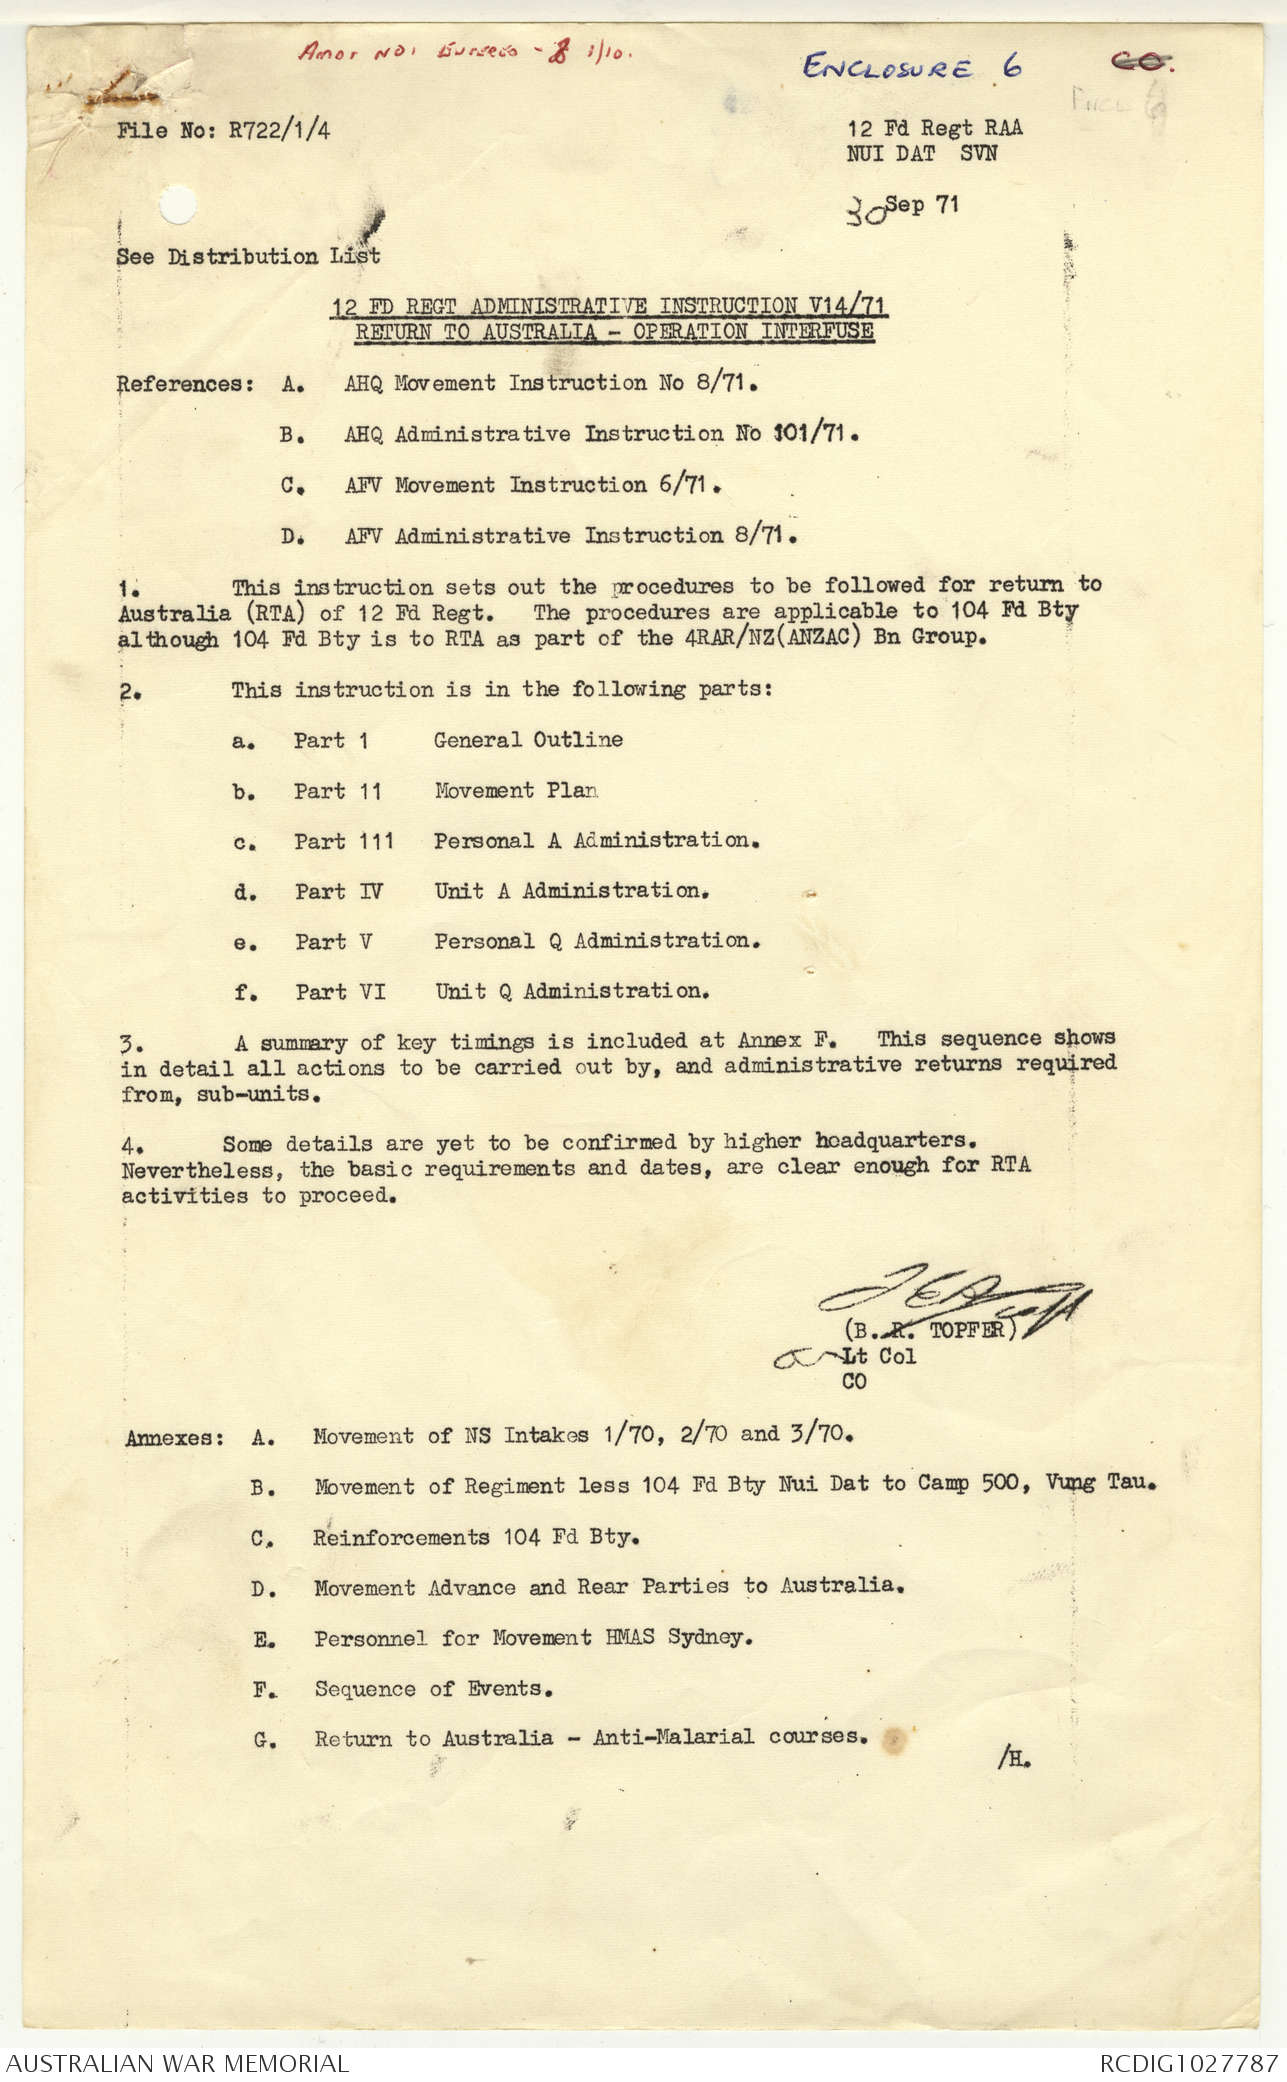 ENCLOSURE 6
CO.
ENCL 6
File No: R722/1/4
12 Fd Regt RAA
NUI DAT SVN
30 Sep 71
See Distribution List
12 FD REGT ADMINISTRATIVE INSTRUCTION V14/71
RETURN TO AUSTRALIA - OPERATION INTERFUSE
References: A. AHQ Movement Instruction No 8/71.
B. AHQ Administrative Instruction No 101/71.
C. AFV Movement Instruction 6/71.
D. AFV Administrative Instruction 8/71.
1. This instruction sets out the procedures to be followed for return to
Australia (RTA) of 12 Fd Regt. The procedures are applicable to 104 Fd Bty
although 104 Fd Bty is to RTA as part of the 4RAR/NZ(ANZAC) Bn Group.
2. This instruction is in the following parts:
a. Part 1 General Outline
b. Part 11 Movement Plan
c. Part 111 Personal A Administration.
d. Part IV Unit A Administration.
e. Part V Personal Q Administration.
f. Part VI Unit Q Administration.
3. A summary of key timings is included at Annex F. This sequence shows
in detail all actions to be carried out by, and administrative returns required
from, sub-units.
4. Some details are yet to be confirmed by higher headquarters.
Nevertheless, the basic requirements and dates, are clear enough for RTA
activities to proceed.
(B. R. TOPFER)
Lt Col
CO
Annexes: A. Movement of NS Intakes 1/70, 2/70 and 3/70.
B. Movement of Regiment less 104 Fd Bty Nui Dat to Camp 500, Vung Tau.
C. Reinforcements 104 Fd Bty.
D. Movement Advance and Rear Parties to Australia.
E. Personnel for Movement HMAS Sydney.
F. Sequence of Events.
G. Return to Australia - Anti-Malarial courses.
/H.
AUSTRALIAN WAR MEMORIAL
RCDIG1027787